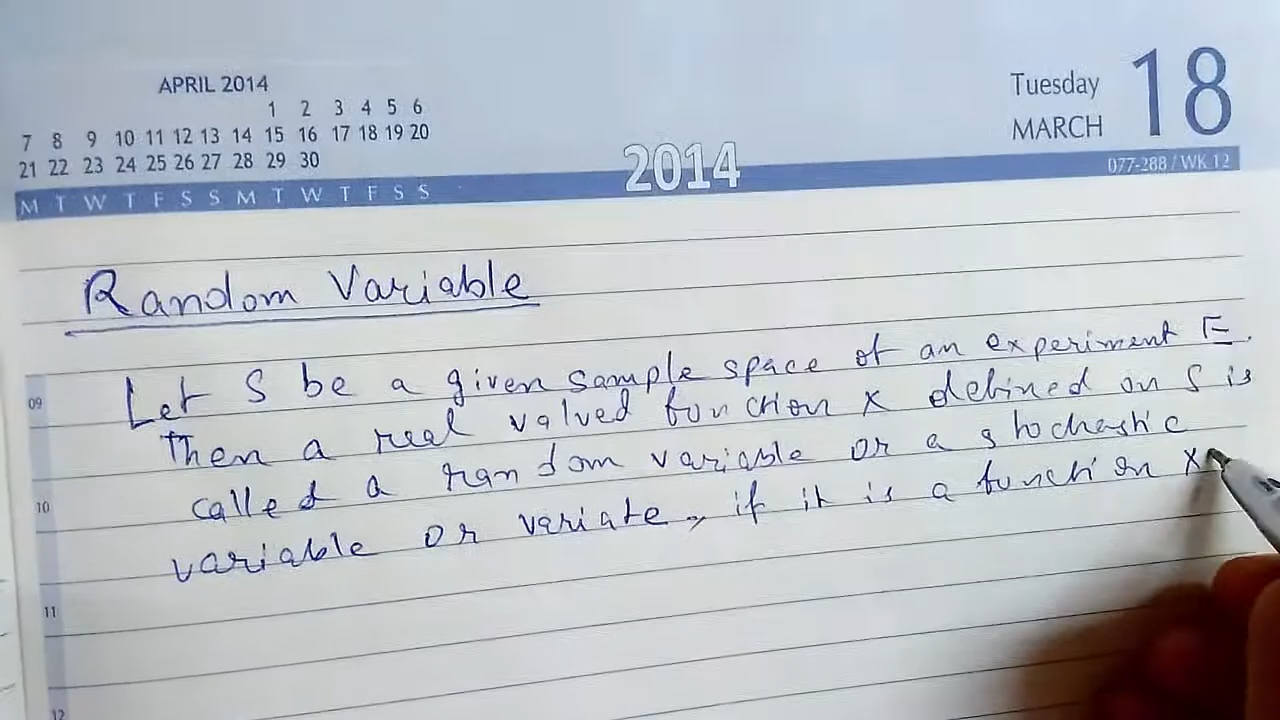 APRIL 2014
1 2 3 4 5 6
7 8 9 10 11 12 13 14 15 16 17 18 19 20
21 22 23 24 25 26 27 28 29 30
M T W T F S S M T W T F S S
2014
Tuesday
MARCH
18
077-288 / WK 12
Random Variable
09
Let S be a given sample space of an experiment E.
Then a real valued function X defined on S is
10
called a random variable or a stochastic
variable or variate, if it is a function X
11
12